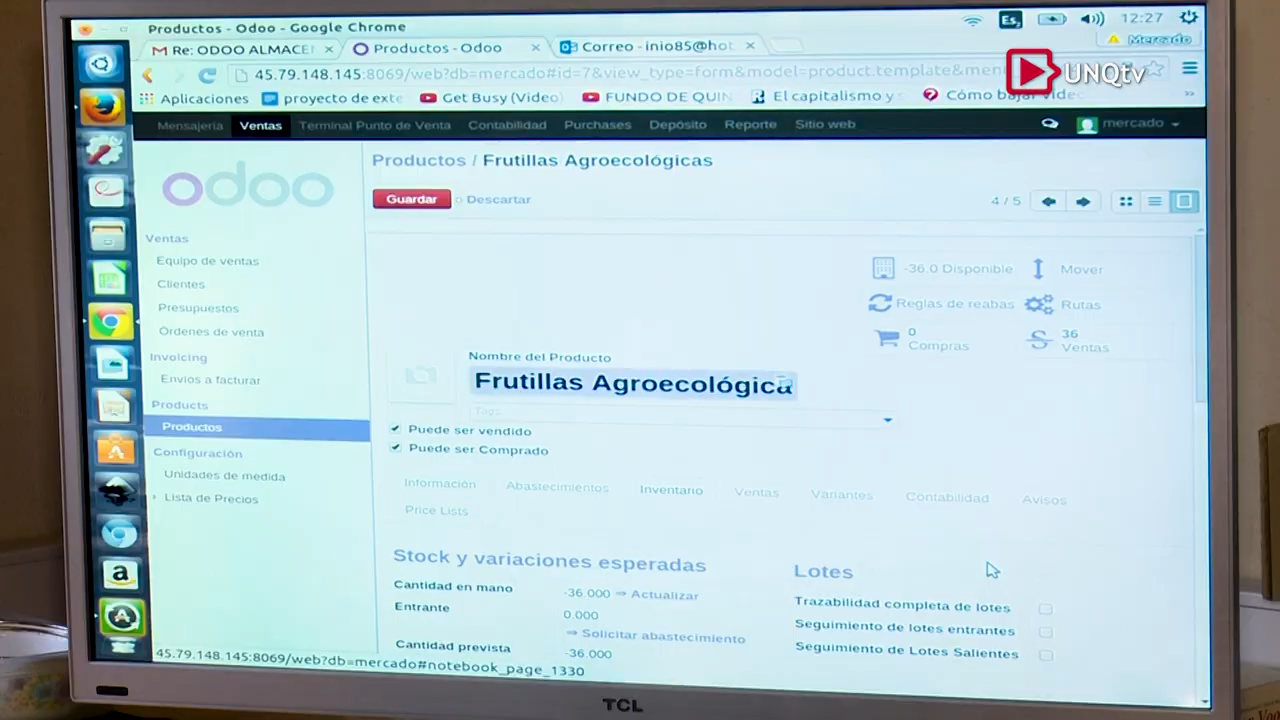 Productos - Odoo - Google Chrome
Es
12:27
Re: ODOO ALMACE
Productos - Odoo
Correo - inio85@hot
Mercado
45.79.148.145:8069/web?db=mercado#id=7&view_type=form&model=product.template&men
UNQtv
Aplicaciones
proyecto de exte
Get Busy (Video)
FUNDO DE QUIN
El capitalismo y s
Cómo bajar vide
Mensajería Ventas Terminal Punto de Venta Contabilidad Purchases Depósito Reporte Sitio web
mercado
odoo
Productos / Frutillas Agroecológicas
Guardar o Descartar
4 / 5
Ventas
Equipo de ventas
Clientes
Presupuestos
Órdenes de venta
Invoicing
Envíos a facturar
Products
Productos
Configuración
Unidades de medida
Lista de Precios
-36.0 Disponible
Mover
Reglas de reabas
Rutas
0
Compras
36
Ventas
Nombre del Producto
Frutillas Agroecológica
Tags
Puede ser vendido
Puede ser Comprado
Información Abastecimientos Inventario Ventas Variantes Contabilidad Avisos
Price Lists
Stock y variaciones esperadas
Cantidad en mano -36.000 ⇒ Actualizar
Entrante 0.000
⇒ Solicitar abastecimiento
Cantidad prevista -36.000
Lotes
Trazabilidad completa de lotes
Seguimiento de lotes entrantes
Seguimiento de Lotes Salientes
a
A
45.79.148.145:8069/web?db=mercado#notebook_page_1330
TCL